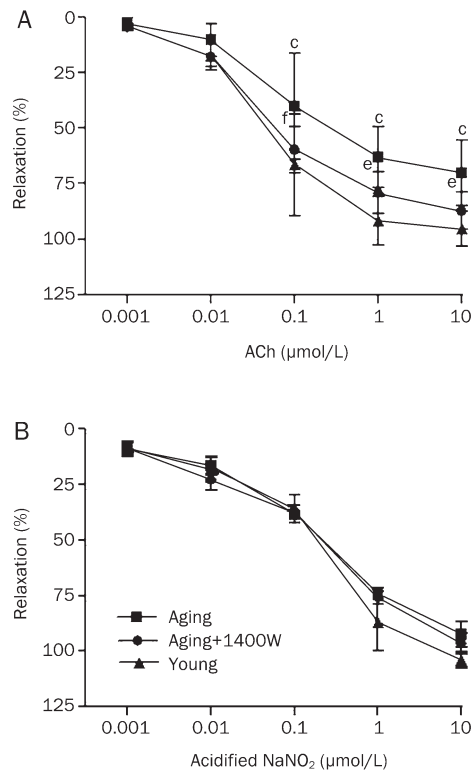 A
0
25
50
75
100
125
Relaxation (%)
c
f
c
e
c
e
0.001 0.01 0.1 1 10
ACh (µmol/L)
B
0
25
50
75
100
125
Relaxation (%)
Aging
Aging+1400W
Young
0.001 0.01 0.1 1 10
Acidified NaNO₂ (µmol/L)